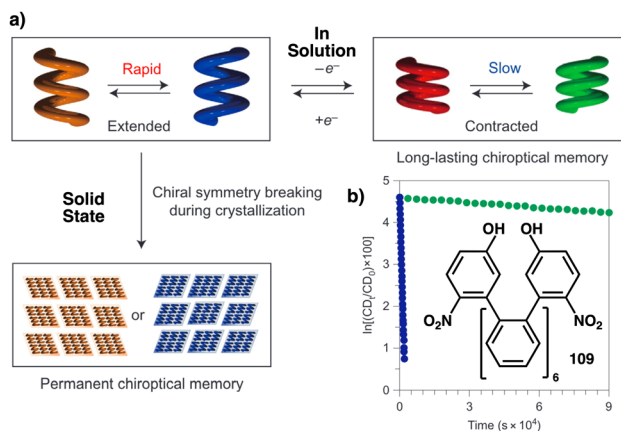 a)
In
Solution
Rapid
Extended
−e⁻
+e⁻
Slow
Contracted
Long-lasting chiroptical memory
Solid
State
Chiral symmetry breaking
during crystallization
or
Permanent chiroptical memory
b)
ln[(CDₜ/CD₀)×100]
5
4
3
2
1
0
0
3
6
9
Time (s × 10⁴)
OH
OH
O₂N
NO₂
6
109